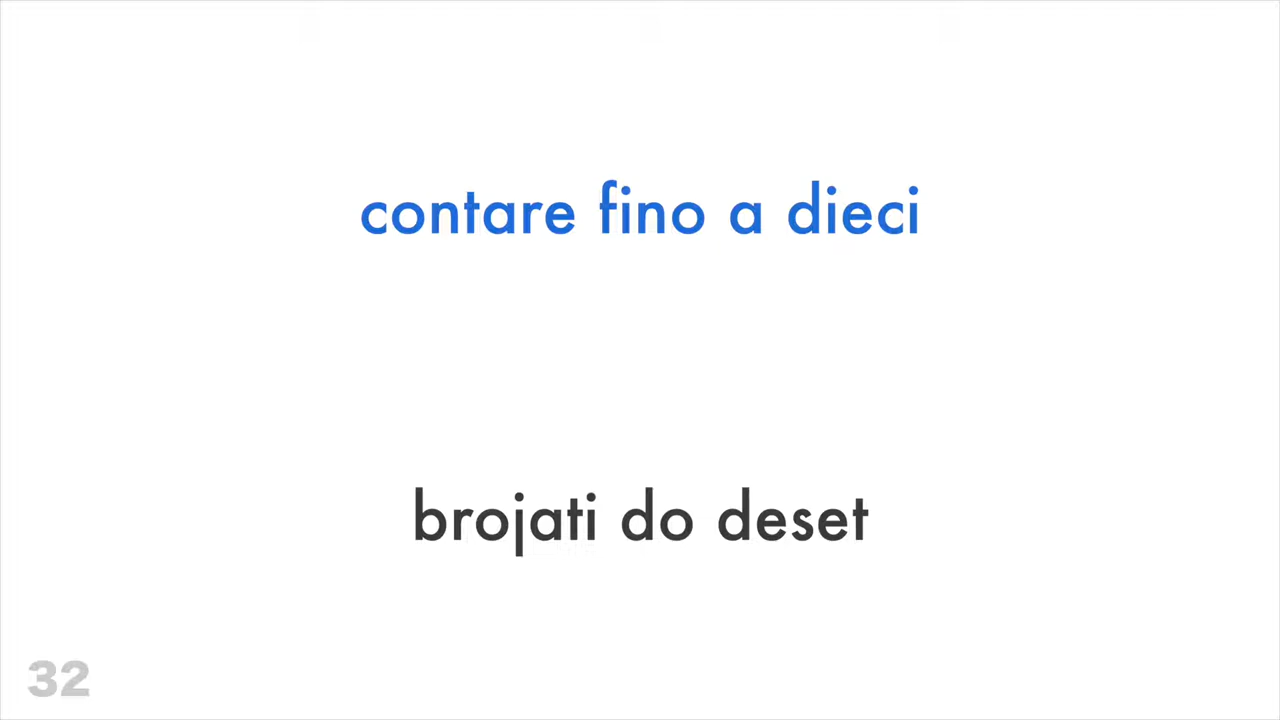 contare fino a dieci
brojati do deset
32